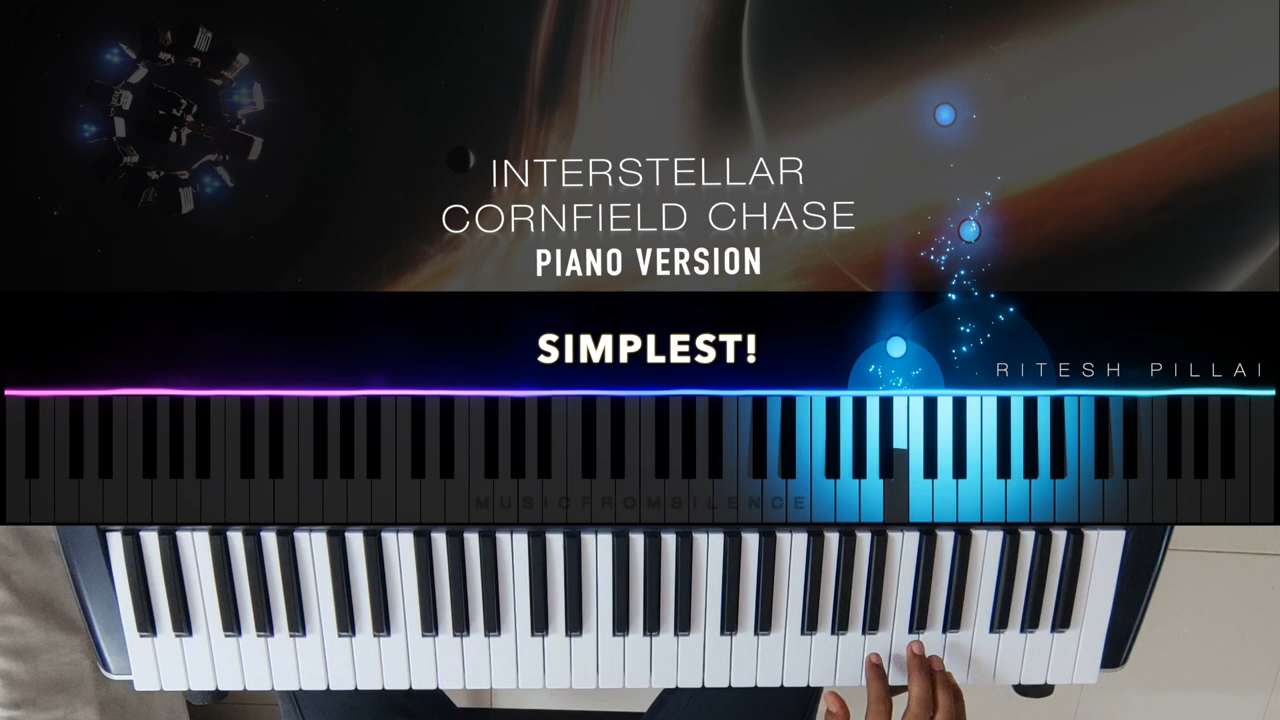 INTERSTELLAR
CORNFIELD CHASE
PIANO VERSION
SIMPLEST!
RITESH PILLAI
MUSICFROMSILENCE